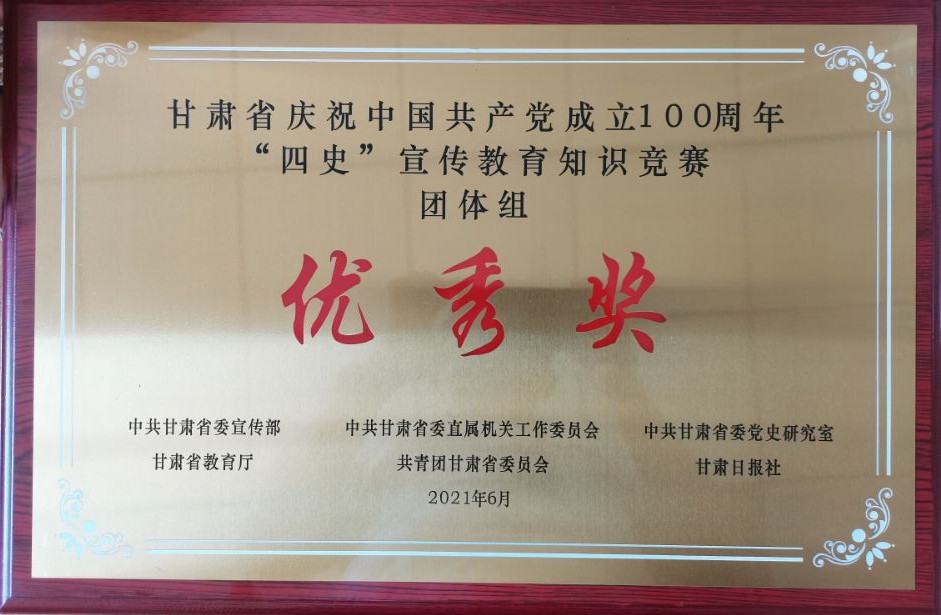 甘肃省庆祝中国共产党成立100周年
“四史”宣传教育知识竞赛
团体组
优秀奖
中共甘肃省委宣传部 中共甘肃省委直属机关工作委员会 中共甘肃省委党史研究室
甘肃省教育厅 共青团甘肃省委员会 甘肃日报社
2021年6月